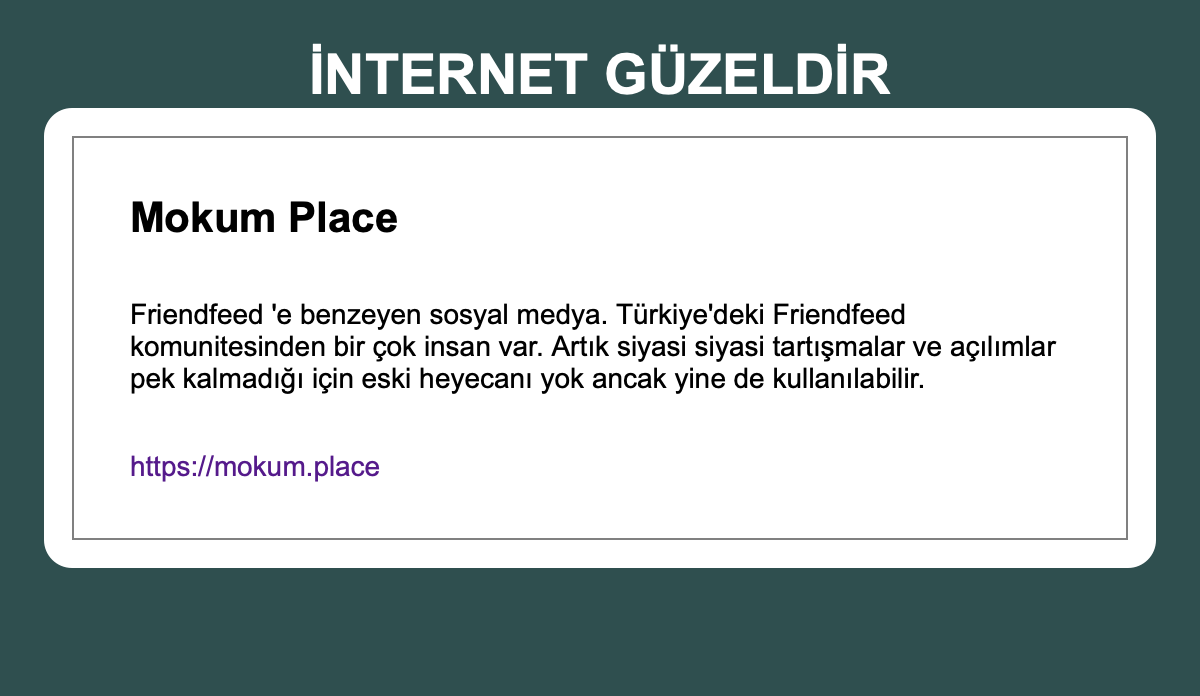 İNTERNET GÜZELDİR
Mokum Place
Friendfeed 'e benzeyen sosyal medya. Türkiye'deki Friendfeed
komunitesinden bir çok insan var. Artık siyasi siyasi tartışmalar ve açılımlar
pek kalmadığı için eski heyecanı yok ancak yine de kullanılabilir.
https://mokum.place